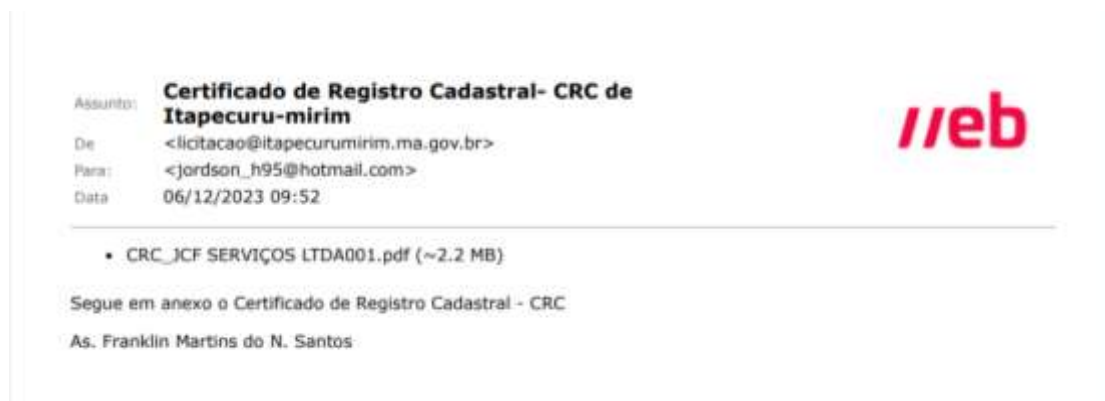 Assunto: Certificado de Registro Cadastral- CRC de
Itapecuru-mirim
De <licitacao@itapecurumirim.ma.gov.br>
Para: <jordson_h95@hotmail.com>
Data 06/12/2023 09:52
//eb
• CRC_JCF SERVIÇOS LTDA001.pdf (~2.2 MB)
Segue em anexo o Certificado de Registro Cadastral - CRC
As. Franklin Martins do N. Santos